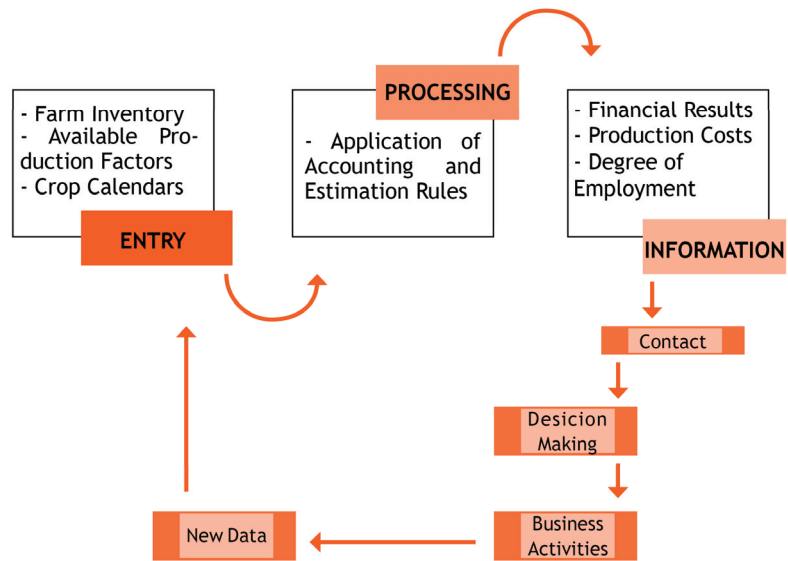 - Farm Inventory
- Available Pro-
duction Factors
- Crop Calendars
ENTRY
PROCESSING
- Application of
Accounting and
Estimation Rules
- Financial Results
- Production Costs
- Degree of
Employment
INFORMATION
Contact
Desicion
Making
Business
Activities
New Data